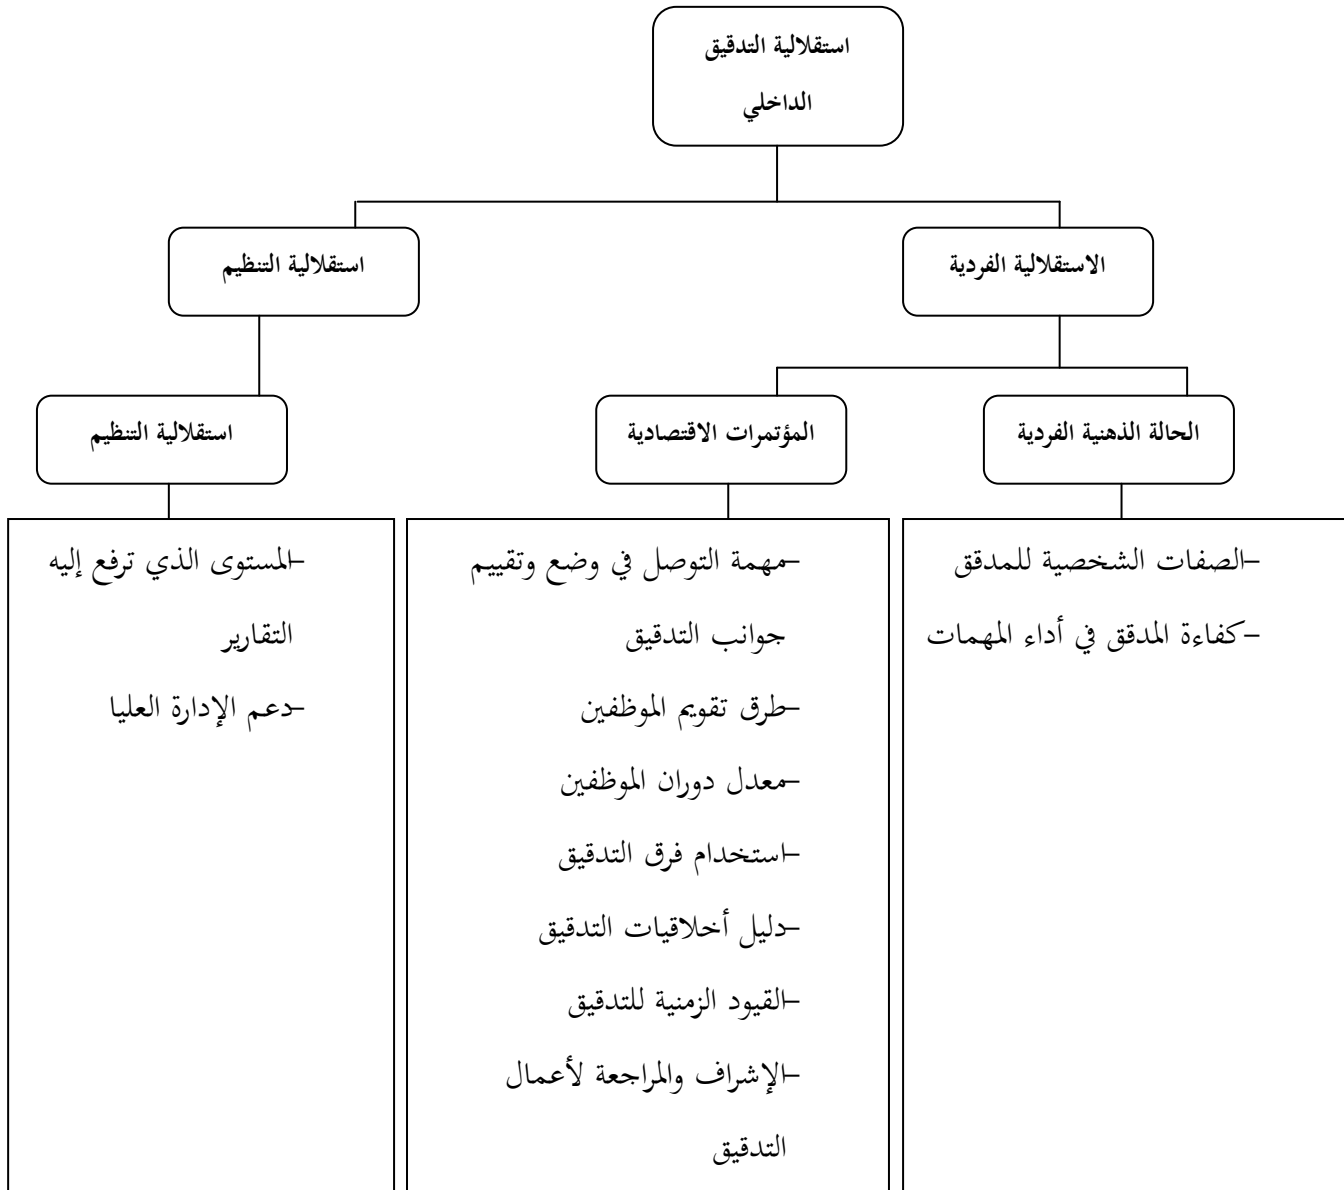 استقلالية التدقيق
الداخلي
الاستقلالية الفردية
استقلالية التنظيم
الحالة الذهنية الفردية
المؤتمرات الاقتصادية
استقلالية التنظيم
-الصفات الشخصية للمدقق
-كفاءة المدقق في أداء المهمات
-مهمة التوصل في وضع وتقييم
جوانب التدقيق
-طرق تقويم الموظفين
-معدل دوران الموظفين
-استخدام فرق التدقيق
-دليل أخلاقيات التدقيق
-القيود الزمنية للتدقيق
-الإشراف والمراجعة لأعمال
التدقيق
-المستوى الذي ترفع إليه
التقارير
-دعم الإدارة العليا